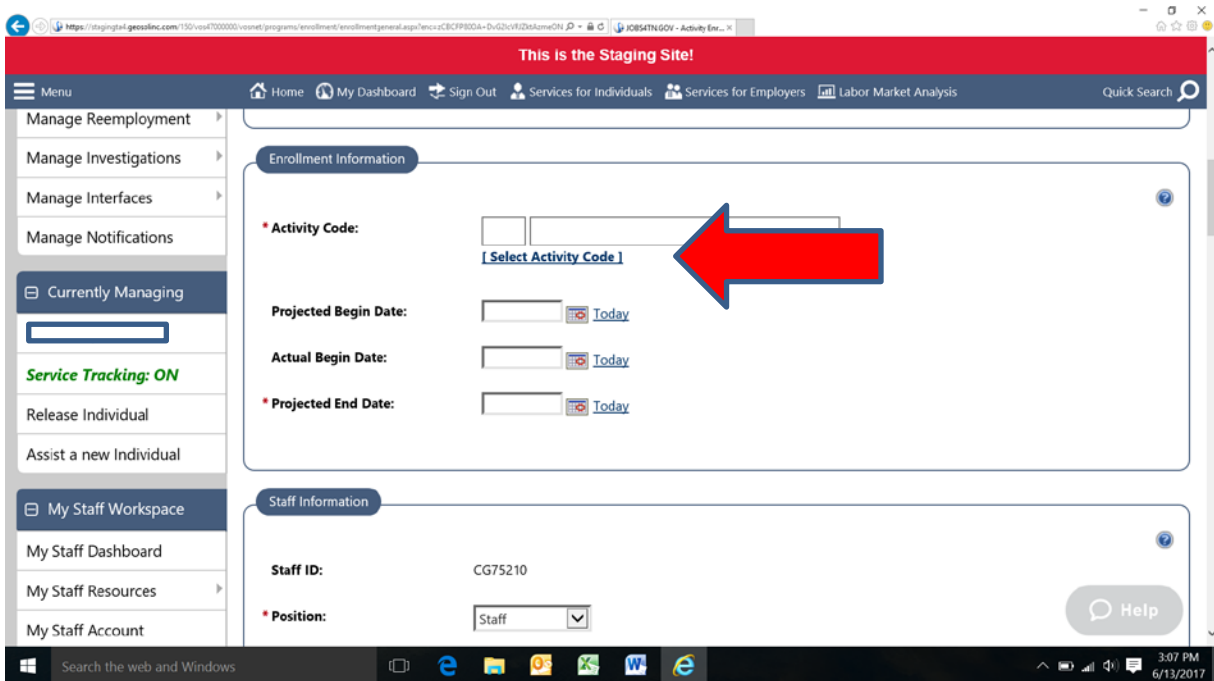 JOBS4TN.GOV - Activity Enr...
This is the Staging Site!
Menu
Home My Dashboard Sign Out Services for Individuals Services for Employers Labor Market Analysis Quick Search
Manage Reemployment
Manage Investigations
Manage Interfaces
Manage Notifications
Currently Managing
Service Tracking: ON
Release Individual
Assist a new Individual
My Staff Workspace
My Staff Dashboard
My Staff Resources
My Staff Account
Enrollment Information
* Activity Code:
[ Select Activity Code ]
Projected Begin Date: Today
Actual Begin Date: Today
* Projected End Date: Today
Staff Information
Staff ID: CG75210
* Position: Staff
Help
Search the web and Windows
3:07 PM
6/13/2017